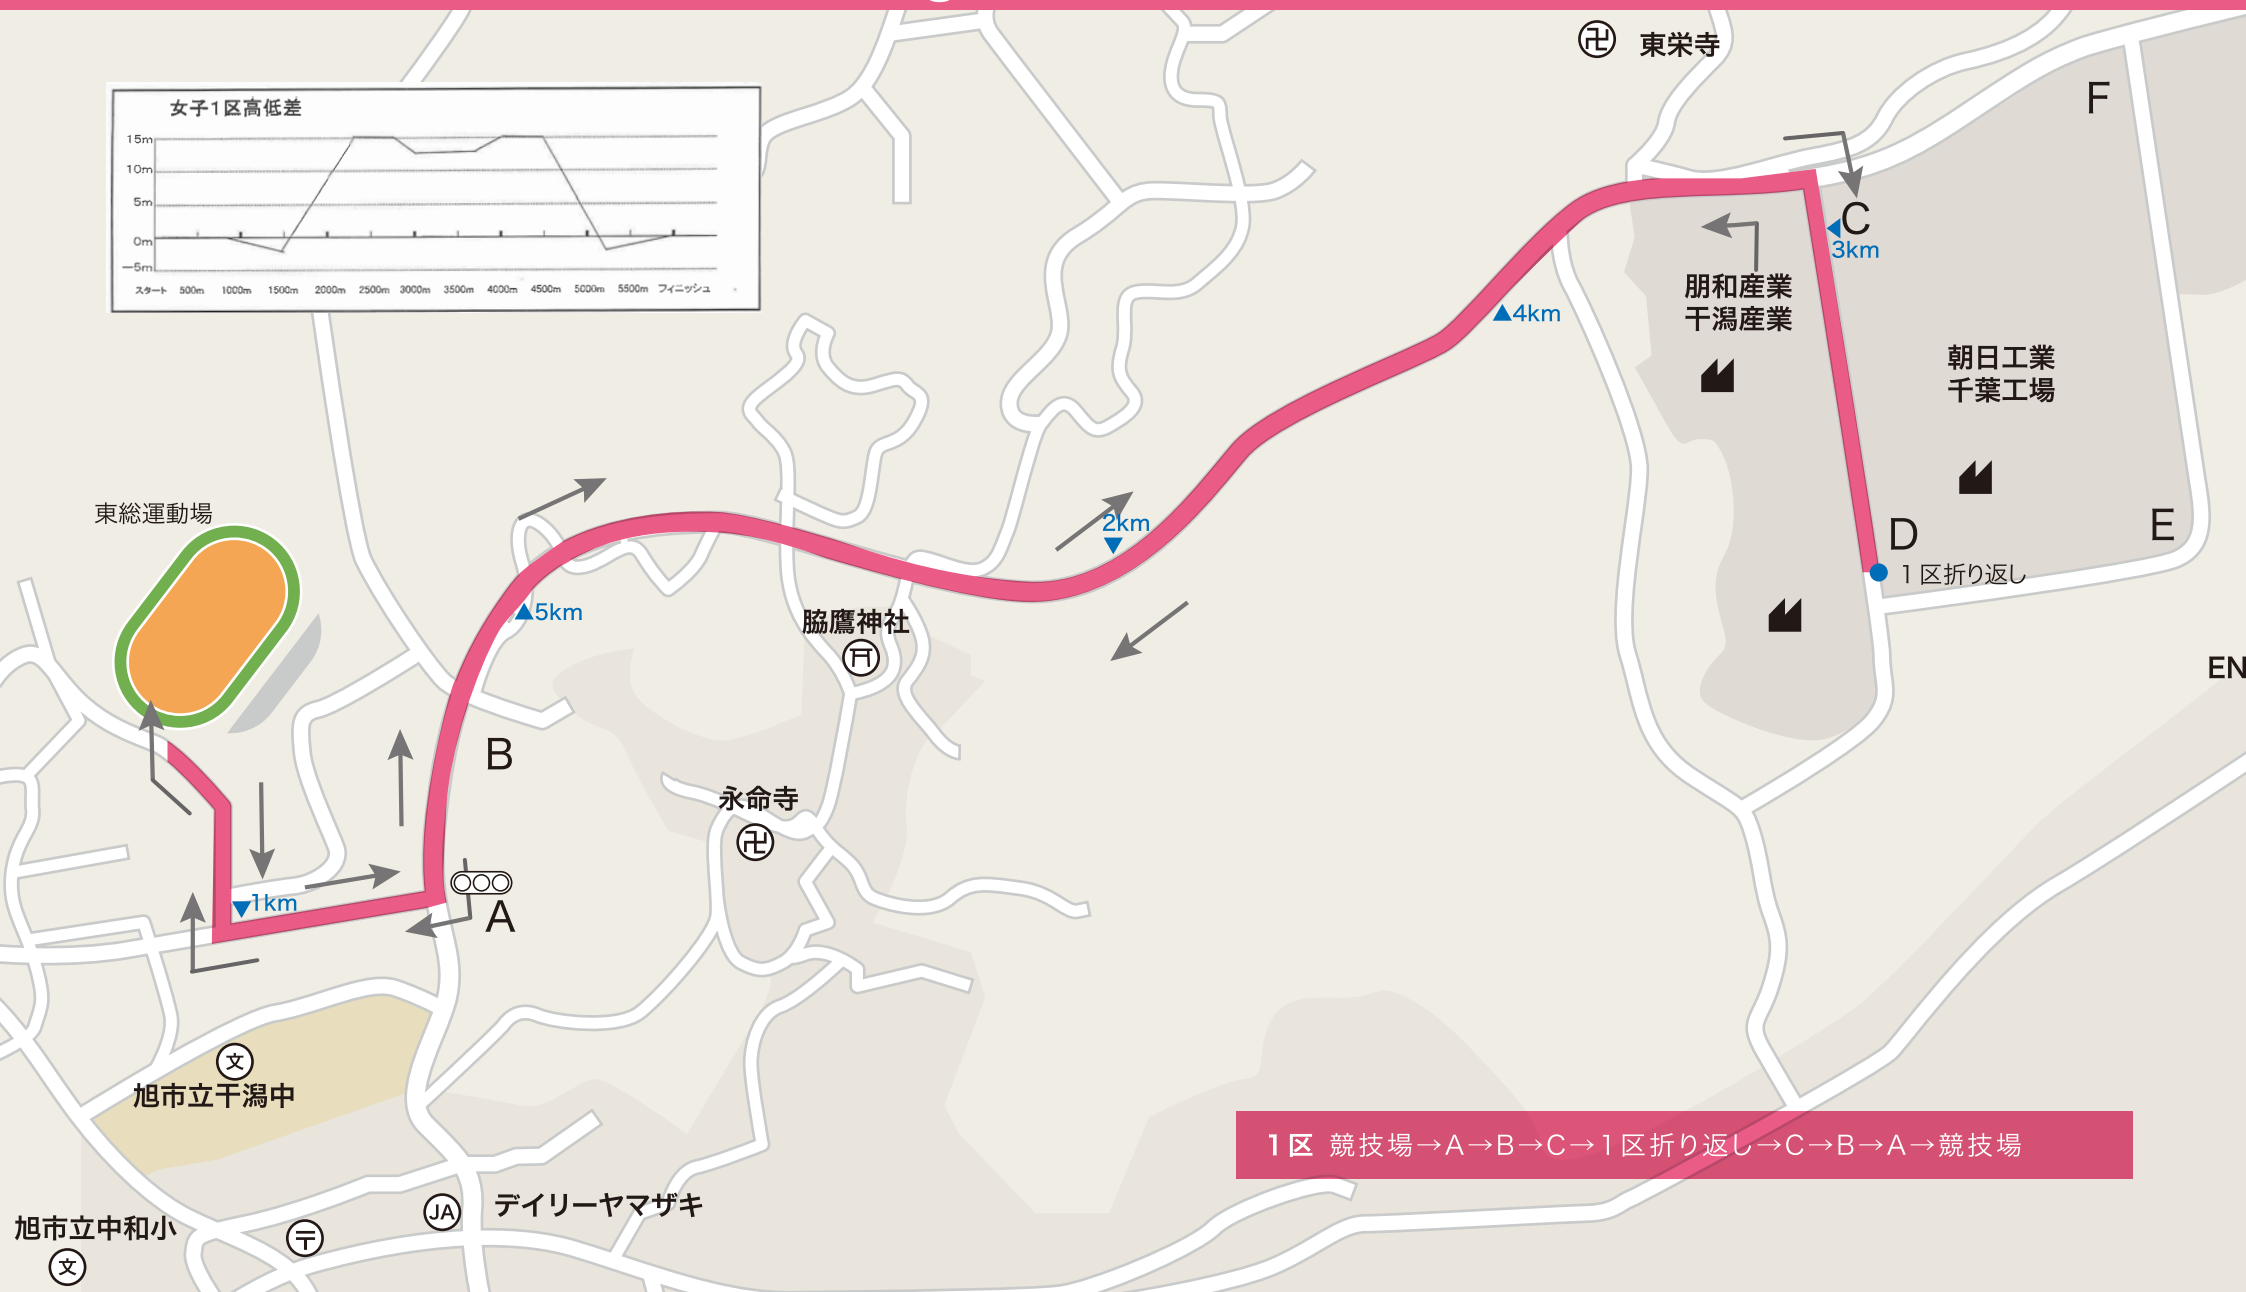 東栄寺
F
女子1区高低差
15m
10m
5m
0m
−5m
スタート 500m 1000m 1500m 2000m 2500m 3000m 3500m 4000m 4500m 5000m 5500m フィニッシュ
C
3km
朋和産業
干潟産業
4km
朝日工業
千葉工場
東総運動場
2km
D
E
1区折り返し
5km
脇鷹神社
EN
B
永命寺
1km
A
文
旭市立干潟中
1区 競技場→A→B→C→1区折り返し→C→B→A→競技場
JA
デイリーヤマザキ
旭市立中和小
文